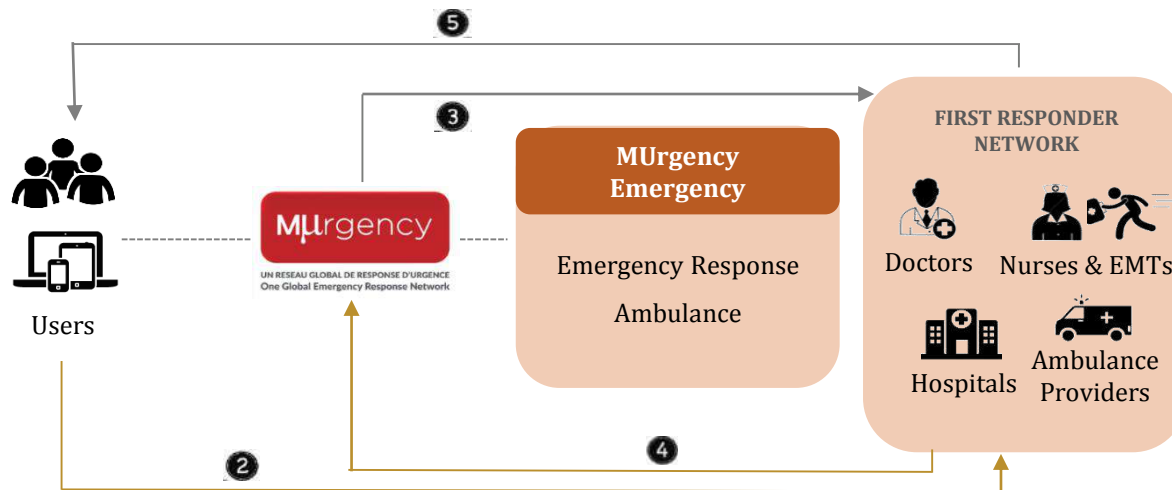 5
3
FIRST RESPONDER
NETWORK
MUrgency
Emergency
Mμrgency
UN RESEAU GLOBAL DE RESPONSE D'URGENCE
One Global Emergency Response Network
Emergency Response
Ambulance
Doctors
Nurses & EMTs
Users
Hospitals
Ambulance
Providers
4
2